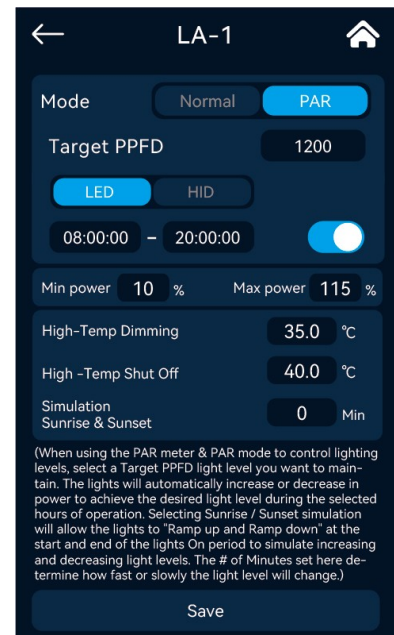 LA-1
Mode Normal PAR
Target PPFD 1200
LED HID
08:00:00 – 20:00:00
Min power 10 % Max power 115 %
High-Temp Dimming 35.0 ℃
High -Temp Shut Off 40.0 ℃
Simulation
Sunrise & Sunset 0 Min
(When using the PAR meter & PAR mode to control lighting
levels, select a Target PPFD light level you want to main-
tain. The lights will automatically increase or decrease in
power to achieve the desired light level during the selected
hours of operation. Selecting Sunrise / Sunset simulation
will allow the lights to "Ramp up and Ramp down" at the
start and end of the lights On period to simulate increasing
and decreasing light levels. The # of Minutes set here de-
termine how fast or slowly the light level will change.)
Save